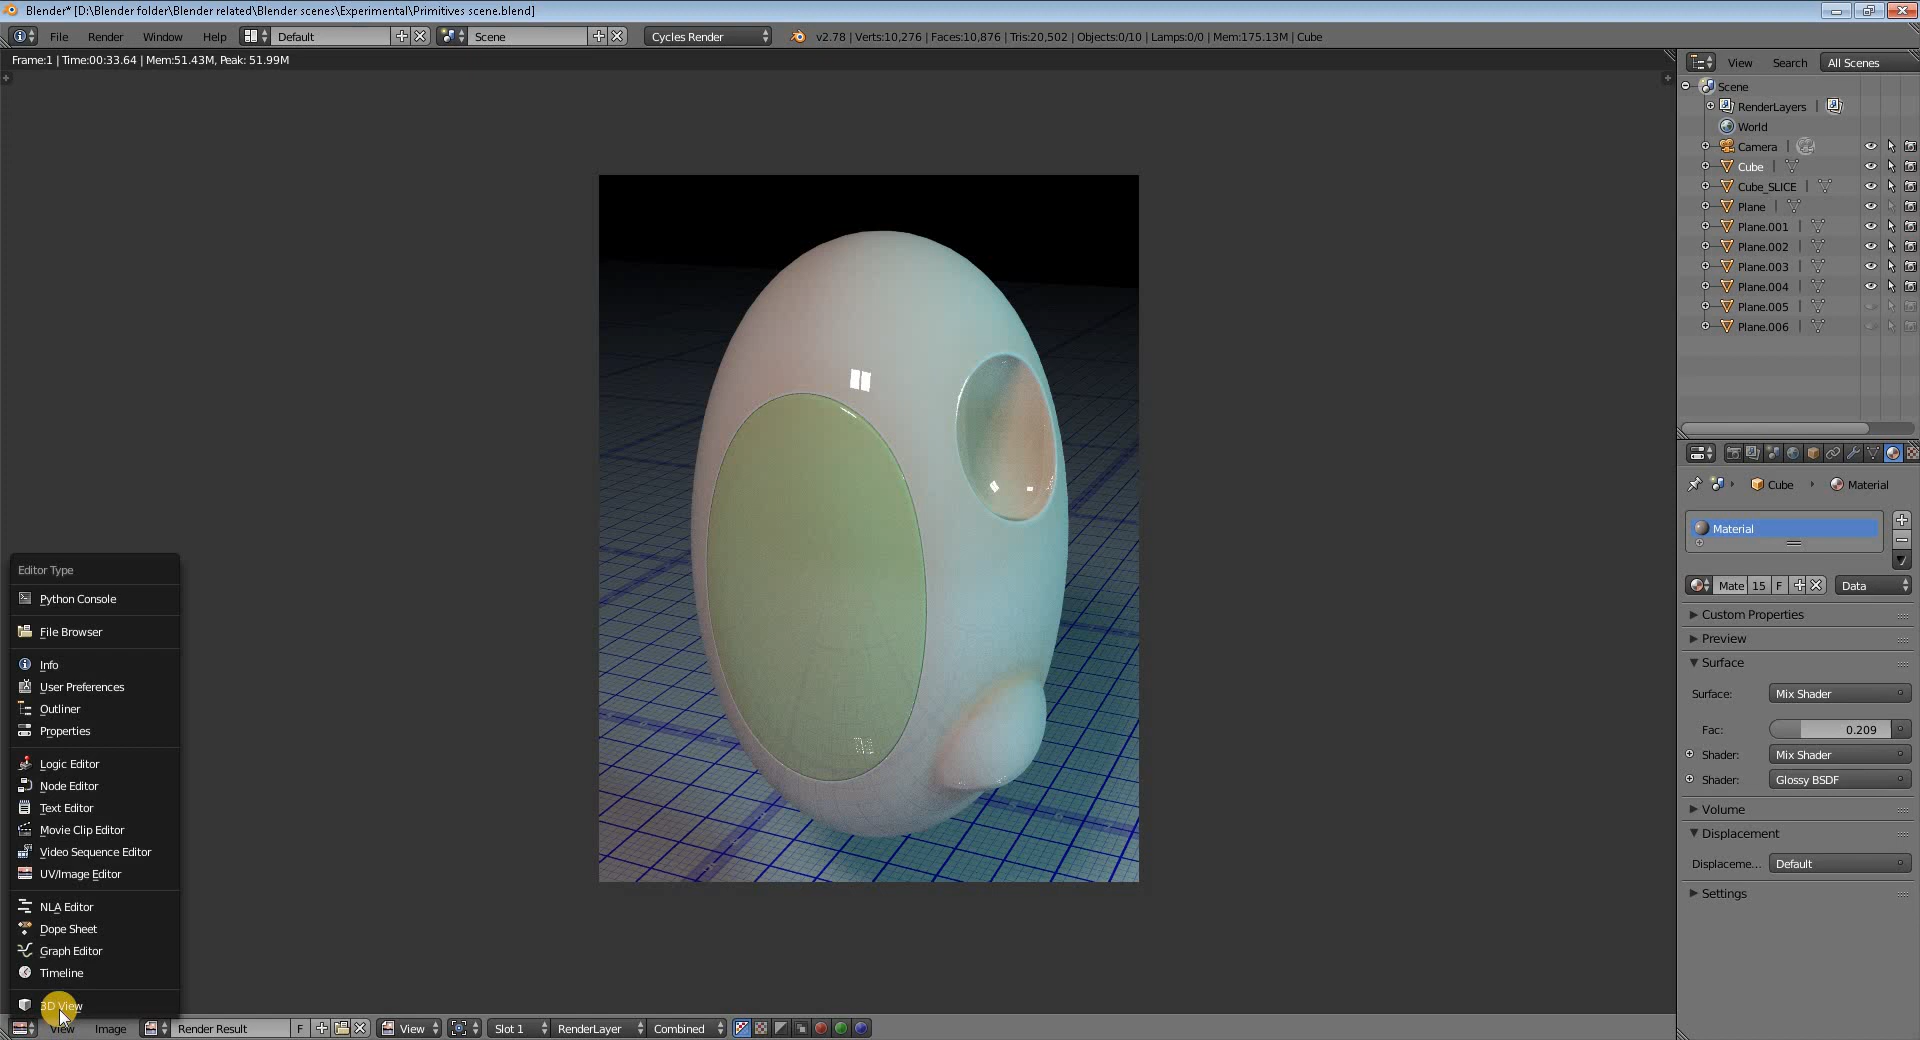 Blender* [D:\Blender folder\Blender related\Blender scenes\Experimental\Primitives scene.blend]
File Render Window Help Default Scene Cycles Render v2.78 | Verts:10,276 | Faces:10,876 | Tris:20,502 | Objects:0/10 | Lamps:0/0 | Mem:175.13M | Cube
Frame:1 | Time:00:33.64 | Mem:51.43M, Peak: 51.99M
View Search All Scenes
Scene
RenderLayers
World
Camera
Cube
Cube_SLICE
Plane
Plane.001
Plane.002
Plane.003
Plane.004
Plane.005
Plane.006
Cube Material
Material
Mate 15 F Data
Custom Properties
Preview
Surface
Surface: Mix Shader
Fac: 0.209
Shader: Mix Shader
Shader: Glossy BSDF
Volume
Displacement
Displaceme... Default
Settings
Editor Type
Python Console
File Browser
Info
User Preferences
Outliner
Properties
Logic Editor
Node Editor
Text Editor
Movie Clip Editor
Video Sequence Editor
UV/Image Editor
NLA Editor
Dope Sheet
Graph Editor
Timeline
3D View
View Image Render Result F View Slot 1 RenderLayer Combined